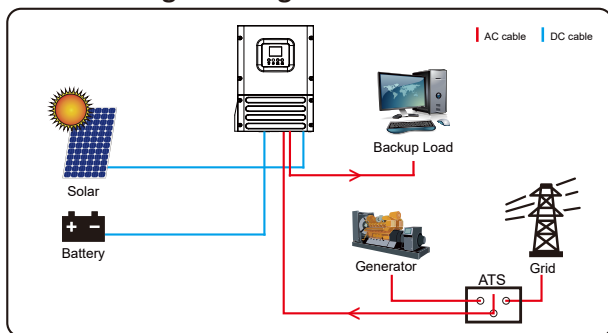 AC cable
DC cable
Backup Load
Solar
Battery
Generator
Grid
ATS